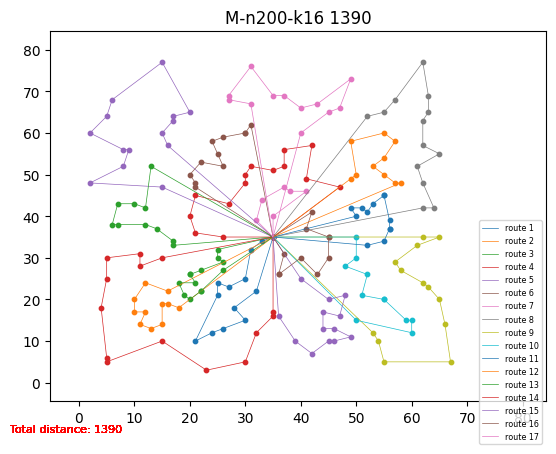 M-n200-k16 1390
80
70
60
50
40
30
20
10
0
0 10 20 30 40 50 60 70 80
route 1
route 2
route 3
route 4
route 5
route 6
route 7
route 8
route 9
route 10
route 11
route 12
route 13
route 14
route 15
route 16
route 17
Total distance: 1390